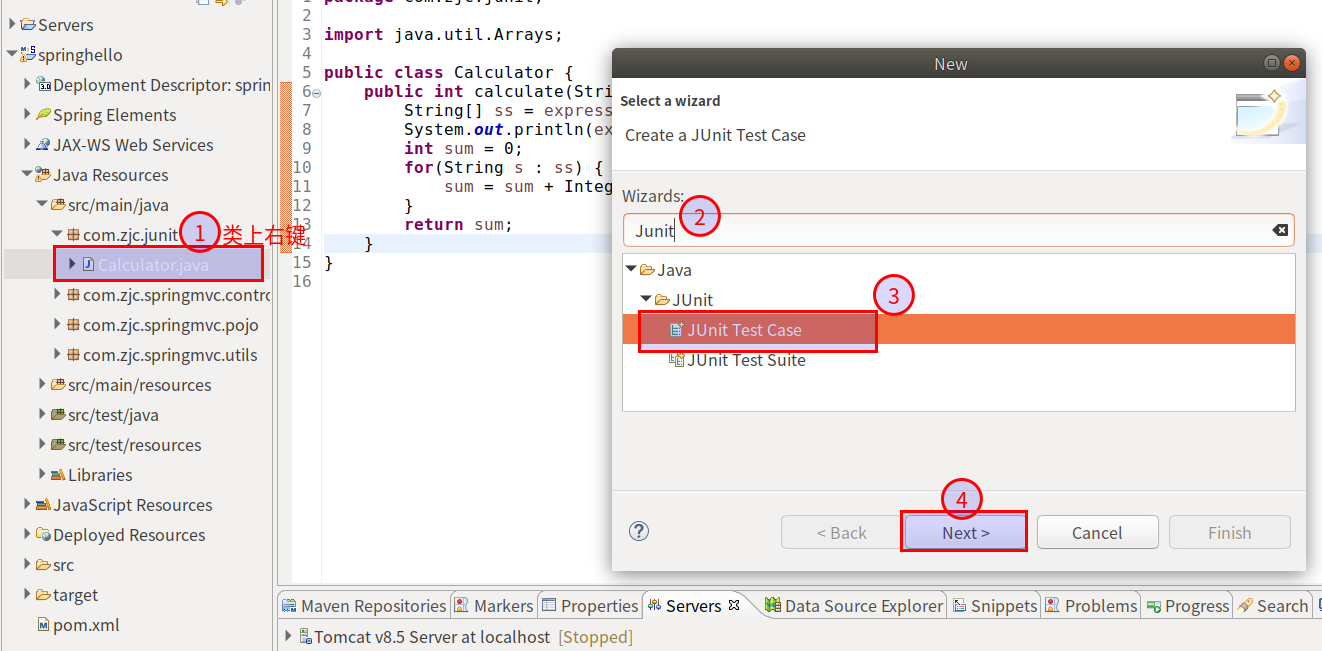 Servers
springhello
Deployment Descriptor: sprin
Spring Elements
JAX-WS Web Services
Java Resources
src/main/java
com.zjc.junit
1 类上右键
Calculator.java
com.zjc.springmvc.contro
com.zjc.springmvc.pojo
com.zjc.springmvc.utils
src/main/resources
src/test/java
src/test/resources
Libraries
JavaScript Resources
Deployed Resources
src
target
pom.xml
1 package com.zjc.junit;
2
3 import java.util.Arrays;
4
5 public class Calculator {
6 public int calculate(Stri
7 String[] ss = express
8 System.out.println(ex
9 int sum = 0;
10 for(String s : ss) {
11 sum = sum + Integ
12 }
13 return sum;
14 }
15 }
16
New
Select a wizard
Create a JUnit Test Case
Wizards:
2
Junit
Java
3
JUnit
JUnit Test Case
JUnit Test Suite
4
< Back Next > Cancel Finish
Maven Repositories Markers Properties Servers Data Source Explorer Snippets Problems Progress Search
Tomcat v8.5 Server at localhost [Stopped]